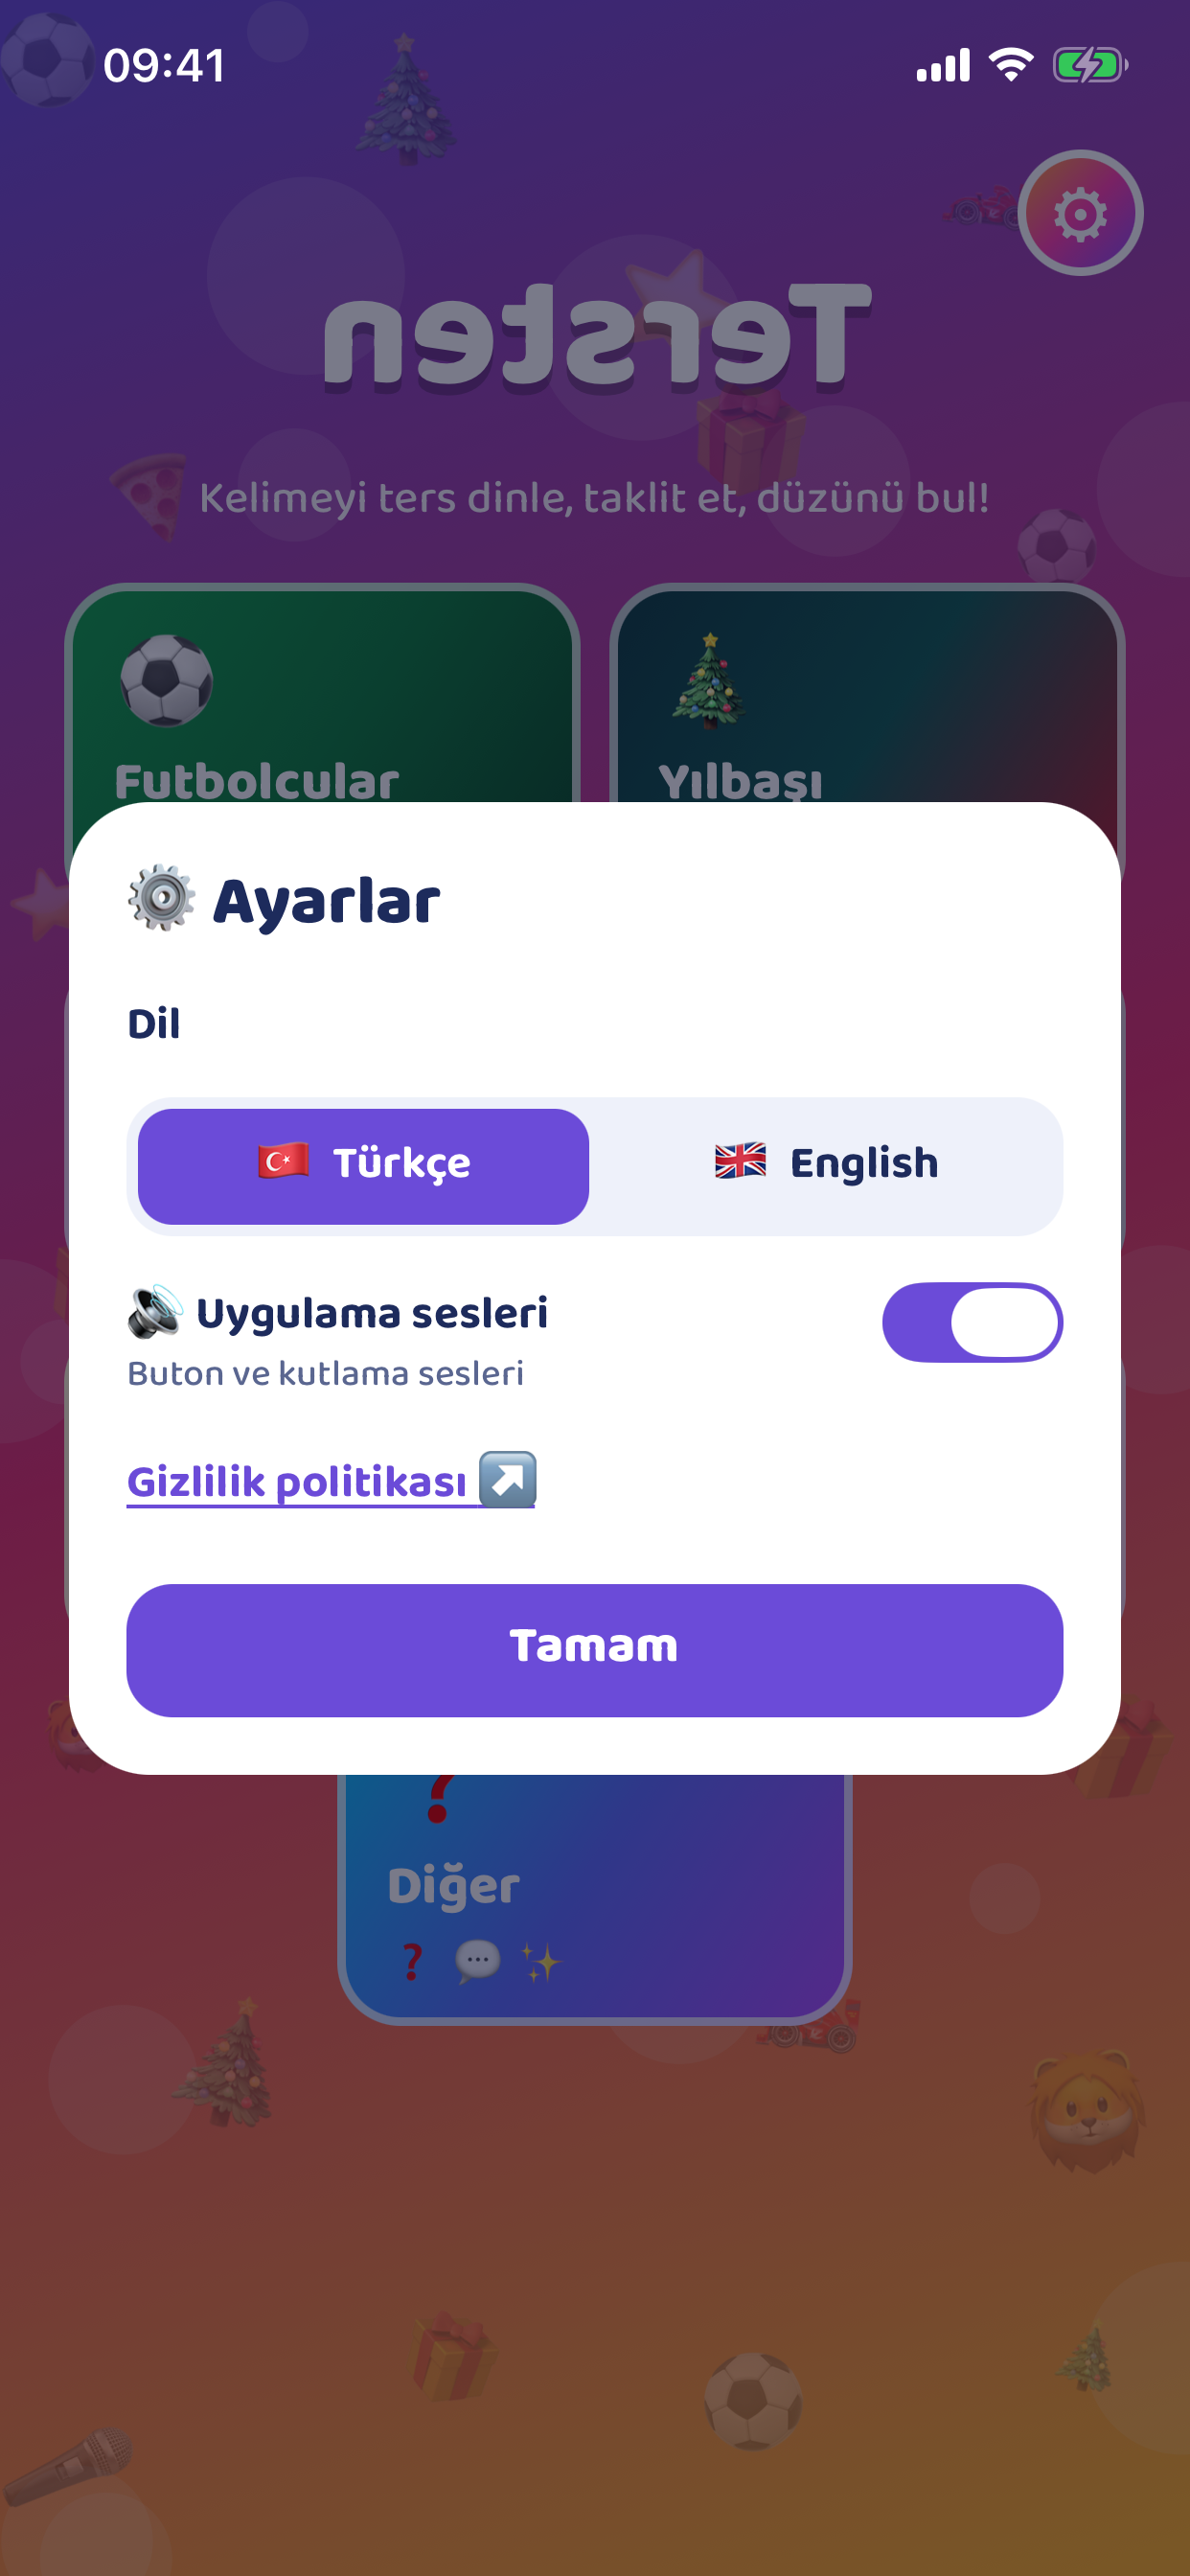 09:41
Tersten
Kelimeyi ters dinle, taklit et, düzünü bul!
Futbolcular
Yılbaşı
⚙️ Ayarlar
Dil
🇹🇷 Türkçe
🇬🇧 English
🔊 Uygulama sesleri
Buton ve kutlama sesleri
Gizlilik politikası ↗️
Tamam
❓
Diğer
❓ 💬 ✨